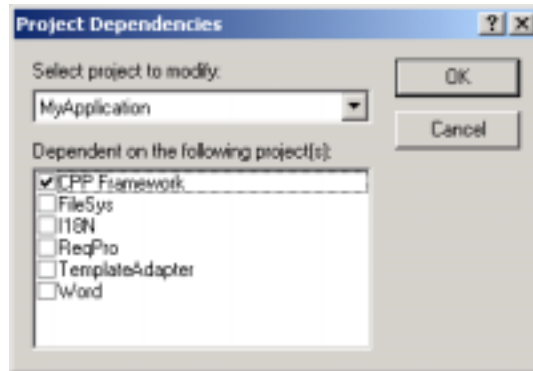 Project Dependencies
Select project to modify:
OK
MyApplication
Cancel
Dependent on the following project(s):
CPP Framework
FileSys
I18N
ReqPro
TemplateAdapter
Word